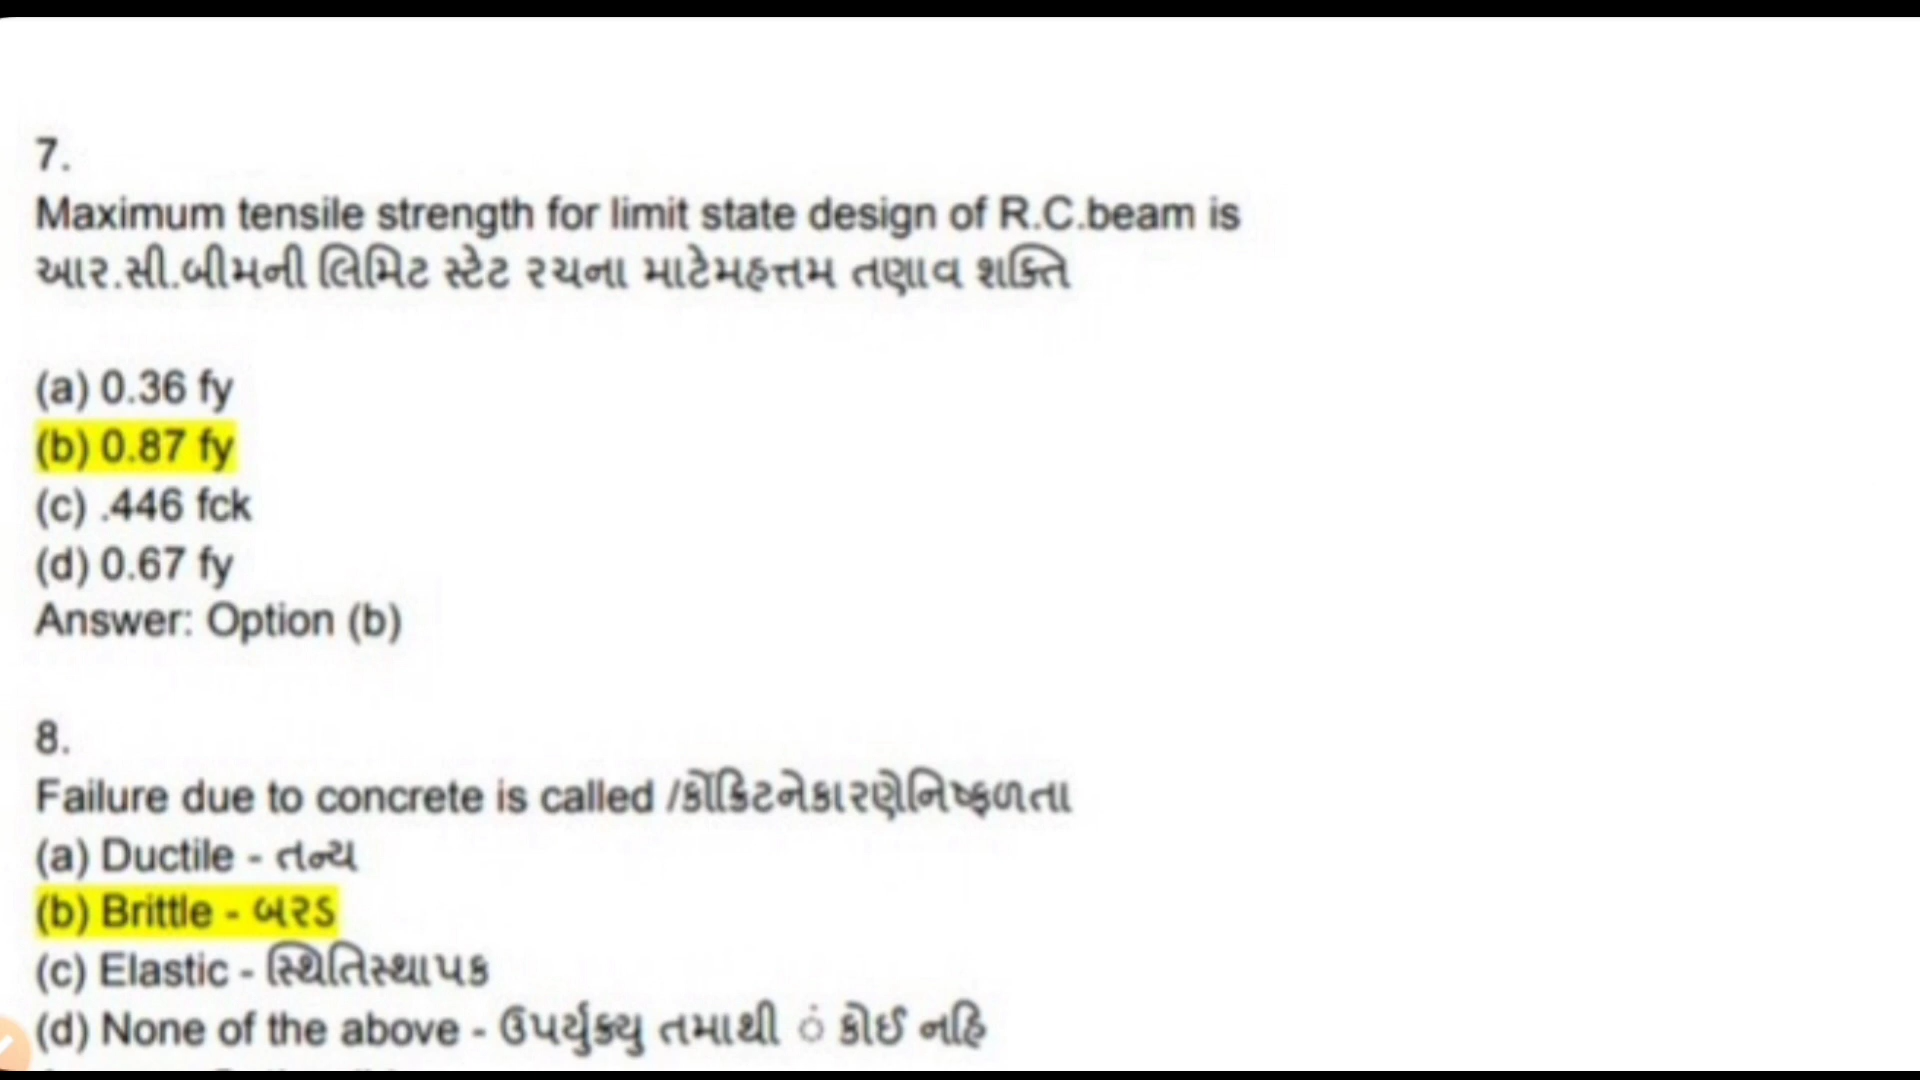 7.
Maximum tensile strength for limit state design of R.C.beam is
આર.સી.બીમની લિમિટ સ્ટેટ રચના માટેમહત્તમ તણાવ શક્તિ
(a) 0.36 fy
(b) 0.87 fy
(c) .446 fck
(d) 0.67 fy
Answer: Option (b)
8.
Failure due to concrete is called /કોંક્રિટનેકારણેનિષ્ફળતા
(a) Ductile - તન્ય
(b) Brittle - બરડ
(c) Elastic - સ્થિતિસ્થાપક
(d) None of the above - ઉપર્યુક્યુ તમાથી ં કોઈ નહિ